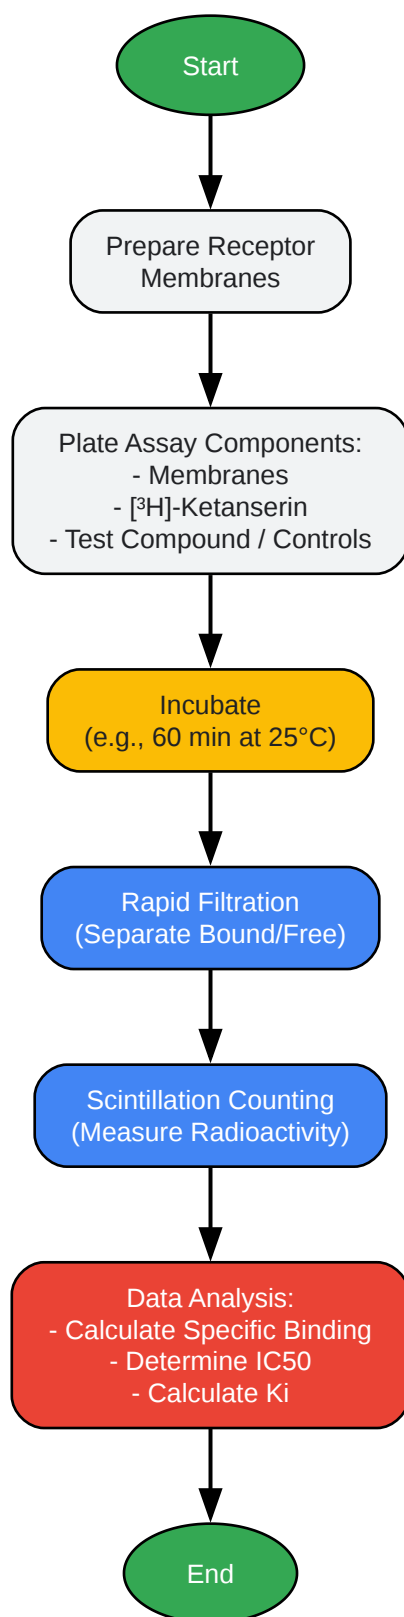 Start
Prepare Receptor
Membranes
Plate Assay Components:
- Membranes
- [³H]-Ketanserin
- Test Compound / Controls
Incubate
(e.g., 60 min at 25°C)
Rapid Filtration
(Separate Bound/Free)
Scintillation Counting
(Measure Radioactivity)
Data Analysis:
- Calculate Specific Binding
- Determine IC50
- Calculate Ki
End